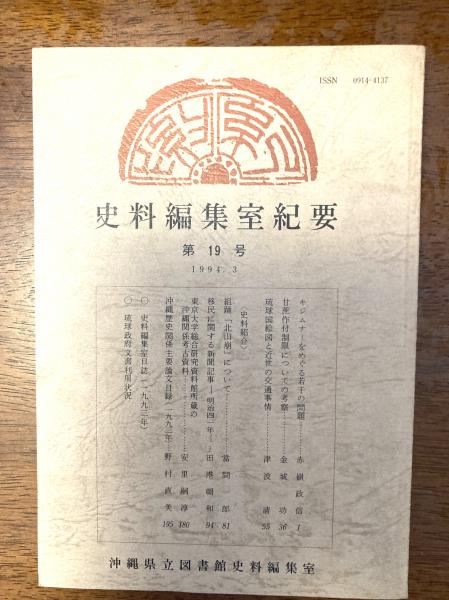 ISSN 0914-4137
史料編集室紀要
第19号
1994.3
キジムナーをめぐる若干の問題………赤嶺政信 1
甘蔗作付制限についての考察………金城功 36
琉球国絵図と近世の交通事情………津波清 55
〈史料紹介〉
組踊「北山崩」について………當間一郎 81
移民に関する新聞記事―明治四一年―…田港朝和 94
東京大学総合研究資料館所蔵の
沖縄関係考古資料………安里嗣淳 180
沖縄歴史関係主要論文目録(一九九三年)…野村直美 195
○ 史料編集室日誌(一九九三年)
○ 琉球政府文書利用状況
沖縄県立図書館史料編集室